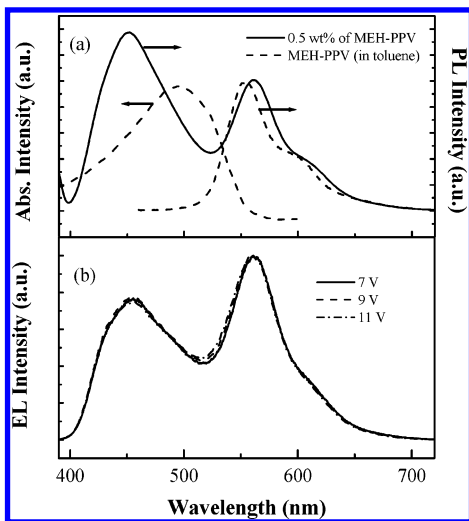 (a)
0.5 wt% of MEH-PPV
MEH-PPV (in toluene)
Abs. Intensity (a.u.)
PL Intensity (a.u.)
(b)
7 V
9 V
11 V
EL Intensity (a.u.)
400 500 600 700
Wavelength (nm)